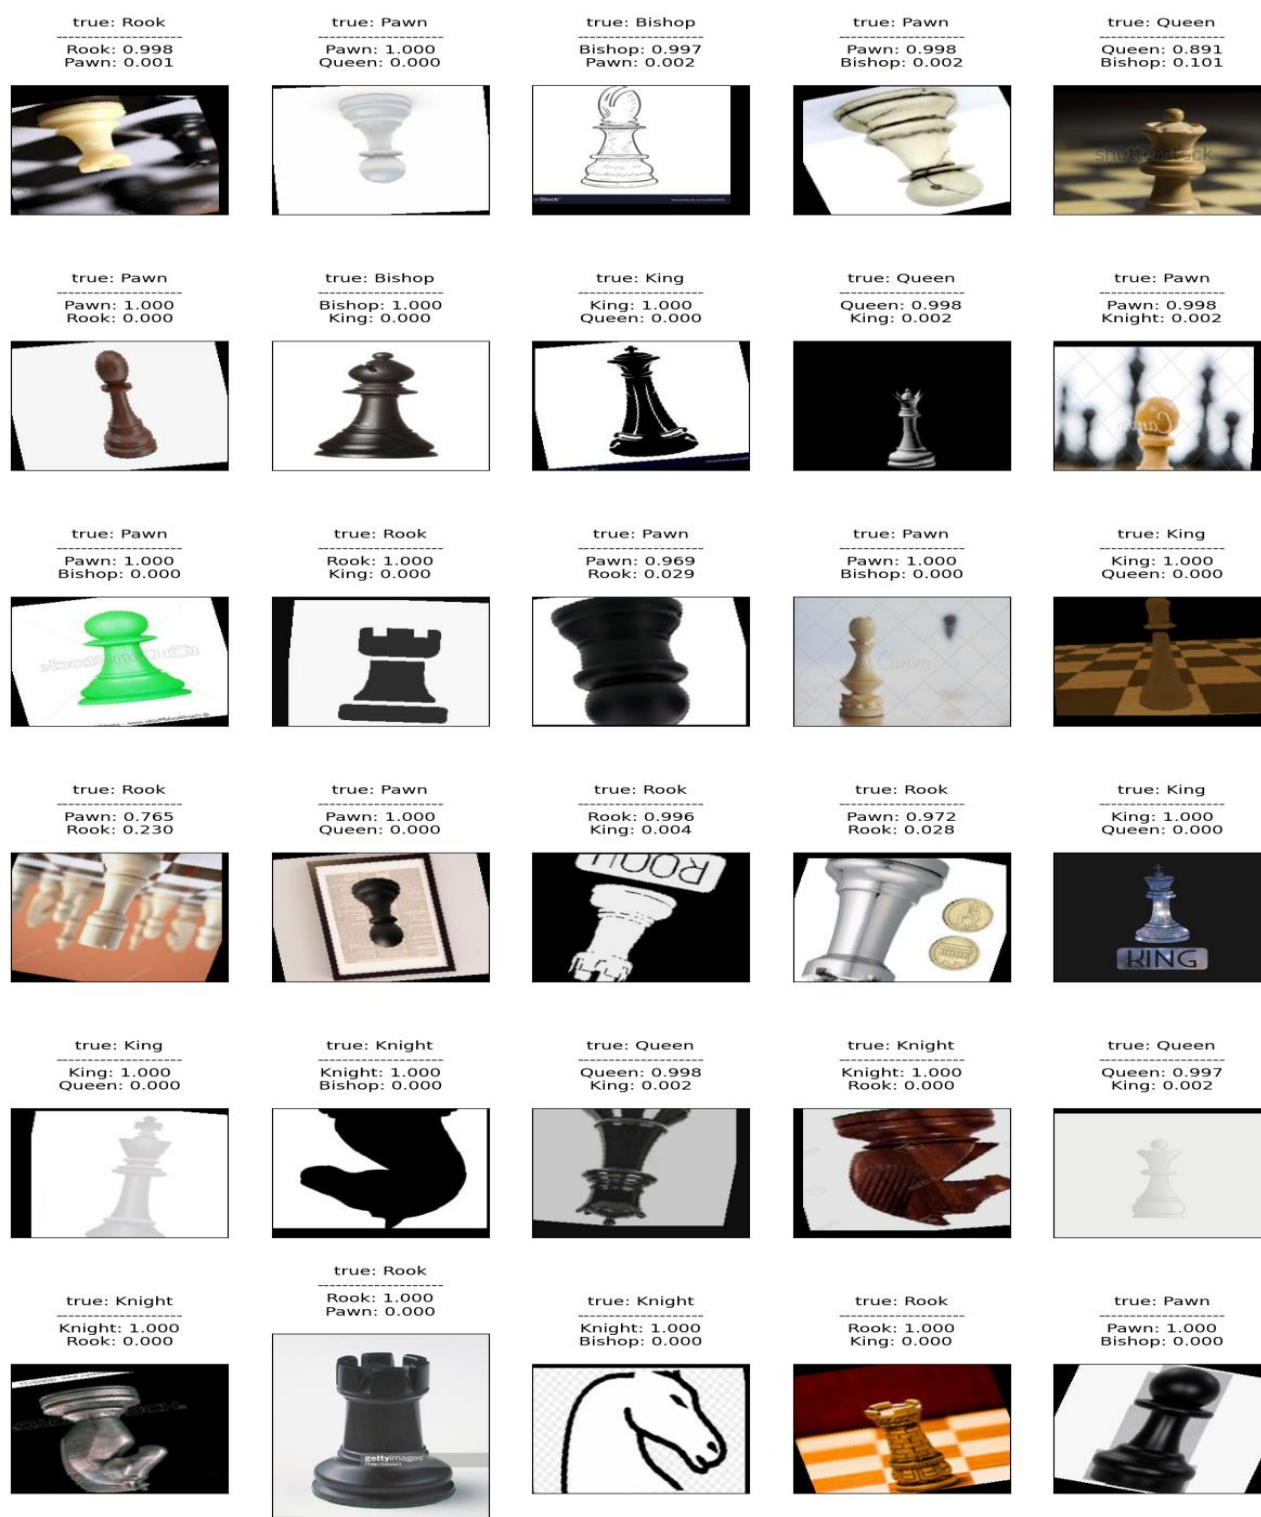 true: Rook
--------------------
Rook: 0.998
Pawn: 0.001
true: Pawn
--------------------
Pawn: 1.000
Queen: 0.000
true: Bishop
--------------------
Bishop: 0.997
Pawn: 0.002
true: Pawn
--------------------
Pawn: 0.998
Bishop: 0.002
true: Queen
--------------------
Queen: 0.891
Bishop: 0.101
shutterstock
true: Pawn
--------------------
Pawn: 1.000
Rook: 0.000
true: Bishop
--------------------
Bishop: 1.000
King: 0.000
true: King
--------------------
King: 1.000
Queen: 0.000
true: Queen
--------------------
Queen: 0.998
King: 0.002
true: Pawn
--------------------
Pawn: 0.998
Knight: 0.002
Canva
true: Pawn
--------------------
Pawn: 1.000
Bishop: 0.000
true: Rook
--------------------
Rook: 1.000
King: 0.000
true: Pawn
--------------------
Pawn: 0.969
Rook: 0.029
true: Pawn
--------------------
Pawn: 1.000
Bishop: 0.000
Canva
true: King
--------------------
King: 1.000
Queen: 0.000
true: Rook
--------------------
Pawn: 0.765
Rook: 0.230
true: Pawn
--------------------
Pawn: 1.000
Queen: 0.000
true: Rook
--------------------
Rook: 0.996
King: 0.004
ROOK
true: Rook
--------------------
Pawn: 0.972
Rook: 0.028
true: King
--------------------
King: 1.000
Queen: 0.000
KING
true: King
--------------------
King: 1.000
Queen: 0.000
true: Knight
--------------------
Knight: 1.000
Bishop: 0.000
true: Queen
--------------------
Queen: 0.998
King: 0.002
true: Knight
--------------------
Knight: 1.000
Rook: 0.000
true: Queen
--------------------
Queen: 0.997
King: 0.002
true: Knight
--------------------
Knight: 1.000
Rook: 0.000
true: Rook
--------------------
Rook: 1.000
Pawn: 0.000
gettyimages
true: Knight
--------------------
Knight: 1.000
Bishop: 0.000
true: Rook
--------------------
Rook: 1.000
King: 0.000
true: Pawn
--------------------
Pawn: 1.000
Bishop: 0.000